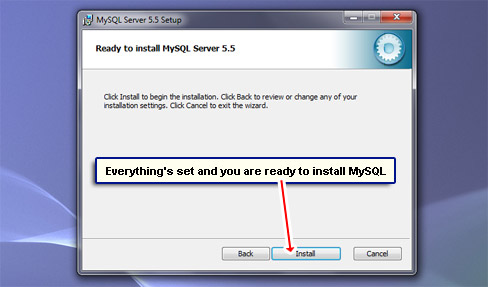 MySQL Server 5.5 Setup
Ready to install MySQL Server 5.5
Click Install to begin the installation. Click Back to review or change any of your
installation settings. Click Cancel to exit the wizard.
Everything's set and you are ready to install MySQL
Back
Install
Cancel